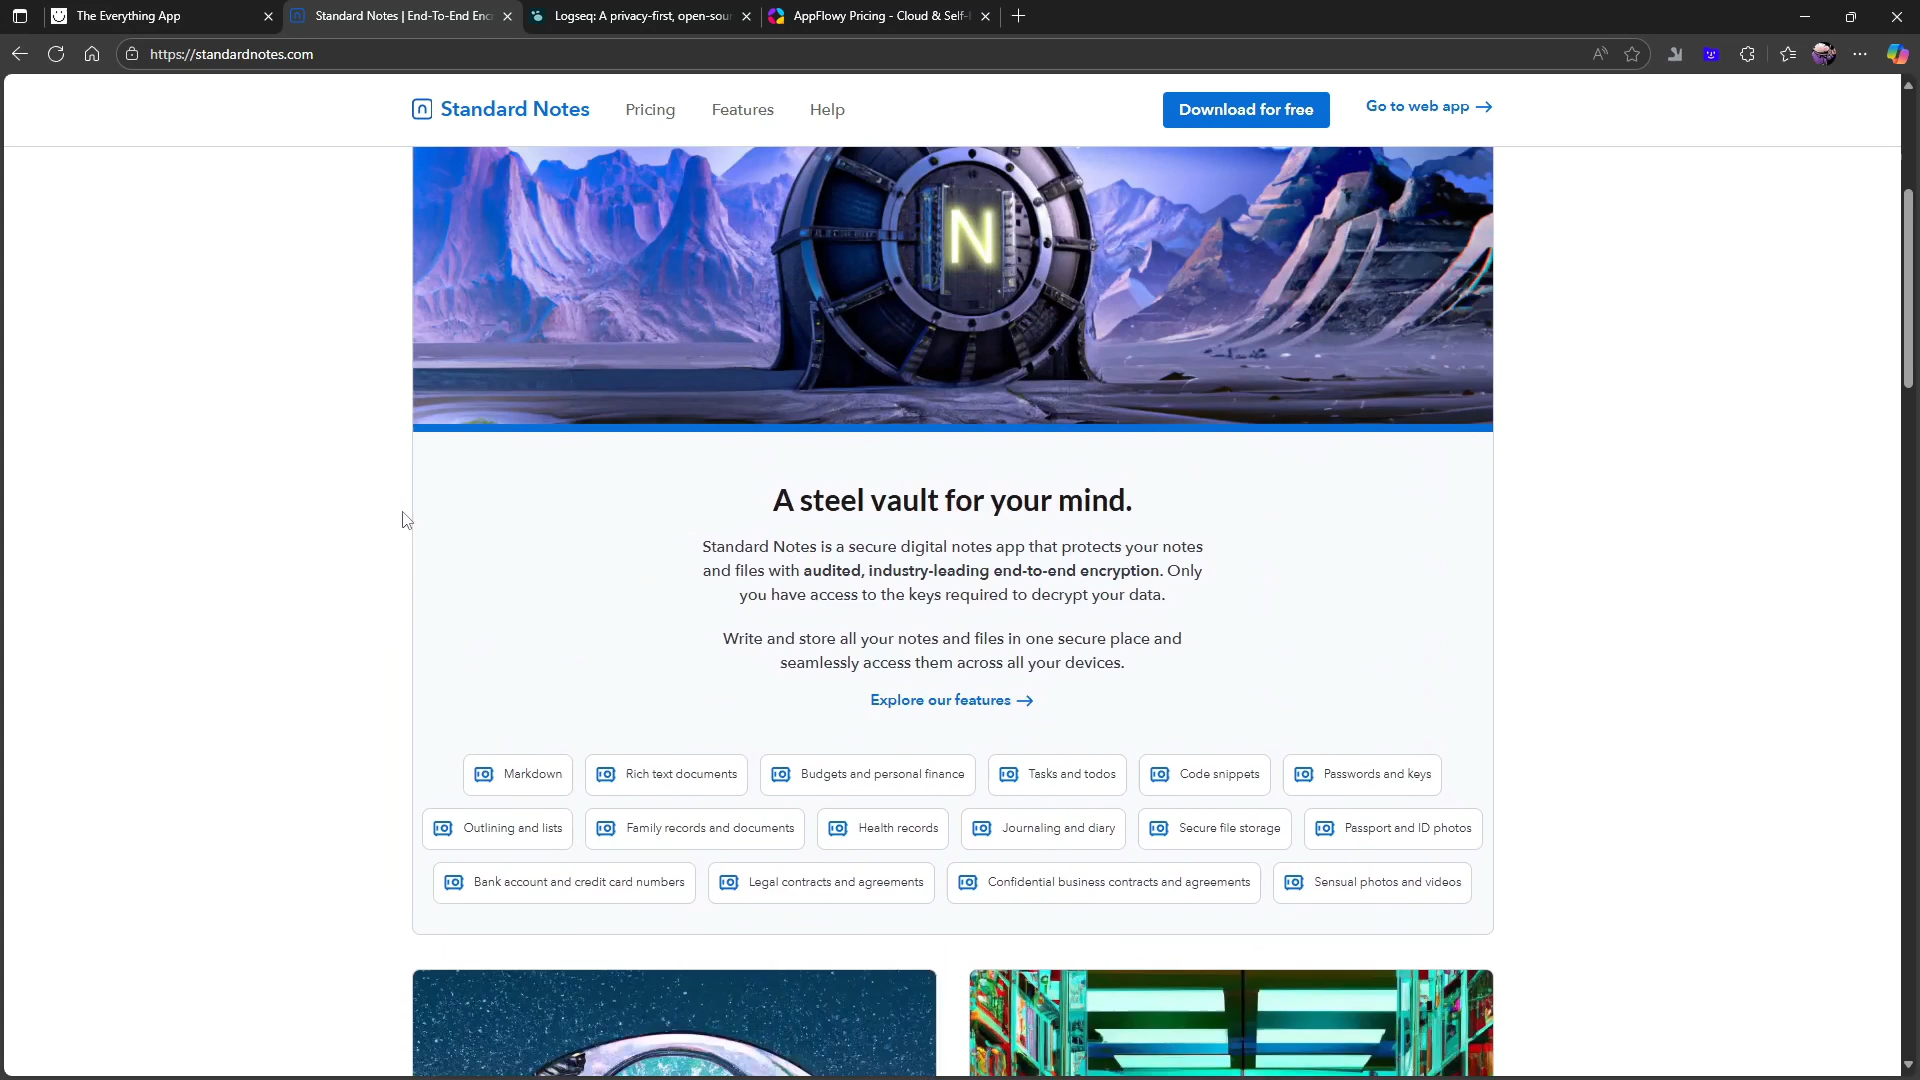 The Everything App
Standard Notes | End-To-End Enc
Logseq: A privacy-first, open-sour
AppFlowy Pricing - Cloud & Self-
https://standardnotes.com
Standard Notes
Pricing
Features
Help
Download for free
Go to web app →
N
A steel vault for your mind.
Standard Notes is a secure digital notes app that protects your notes
and files with audited, industry-leading end-to-end encryption. Only
you have access to the keys required to decrypt your data.
Write and store all your notes and files in one secure place and
seamlessly access them across all your devices.
Explore our features →
Markdown
Rich text documents
Budgets and personal finance
Tasks and todos
Code snippets
Passwords and keys
Outlining and lists
Family records and documents
Health records
Journaling and diary
Secure file storage
Passport and ID photos
Bank account and credit card numbers
Legal contracts and agreements
Confidential business contracts and agreements
Sensual photos and videos